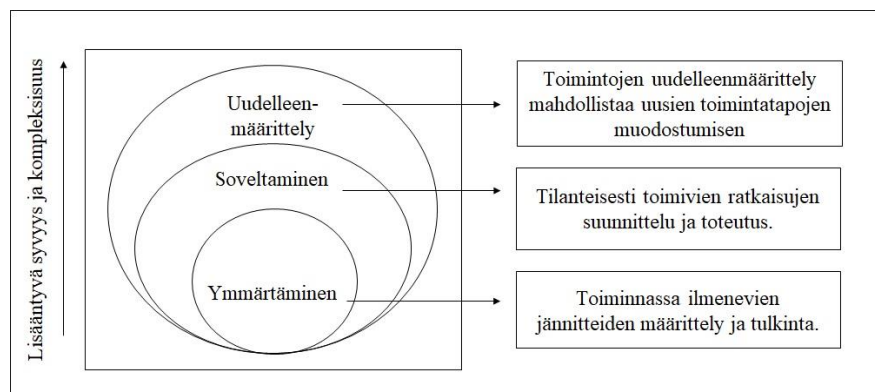 Lisääntyvä syvyys ja kompleksisuus
Uudelleen-
määrittely
Soveltaminen
Ymmärtäminen
Toimintojen uudelleenmäärittely
mahdollistaa uusien toimintatapojen
muodostumisen
Tilanteisesti toimivien ratkaisujen
suunnittelu ja toteutus.
Toiminnassa ilmenevien
jännitteiden määrittely ja tulkinta.